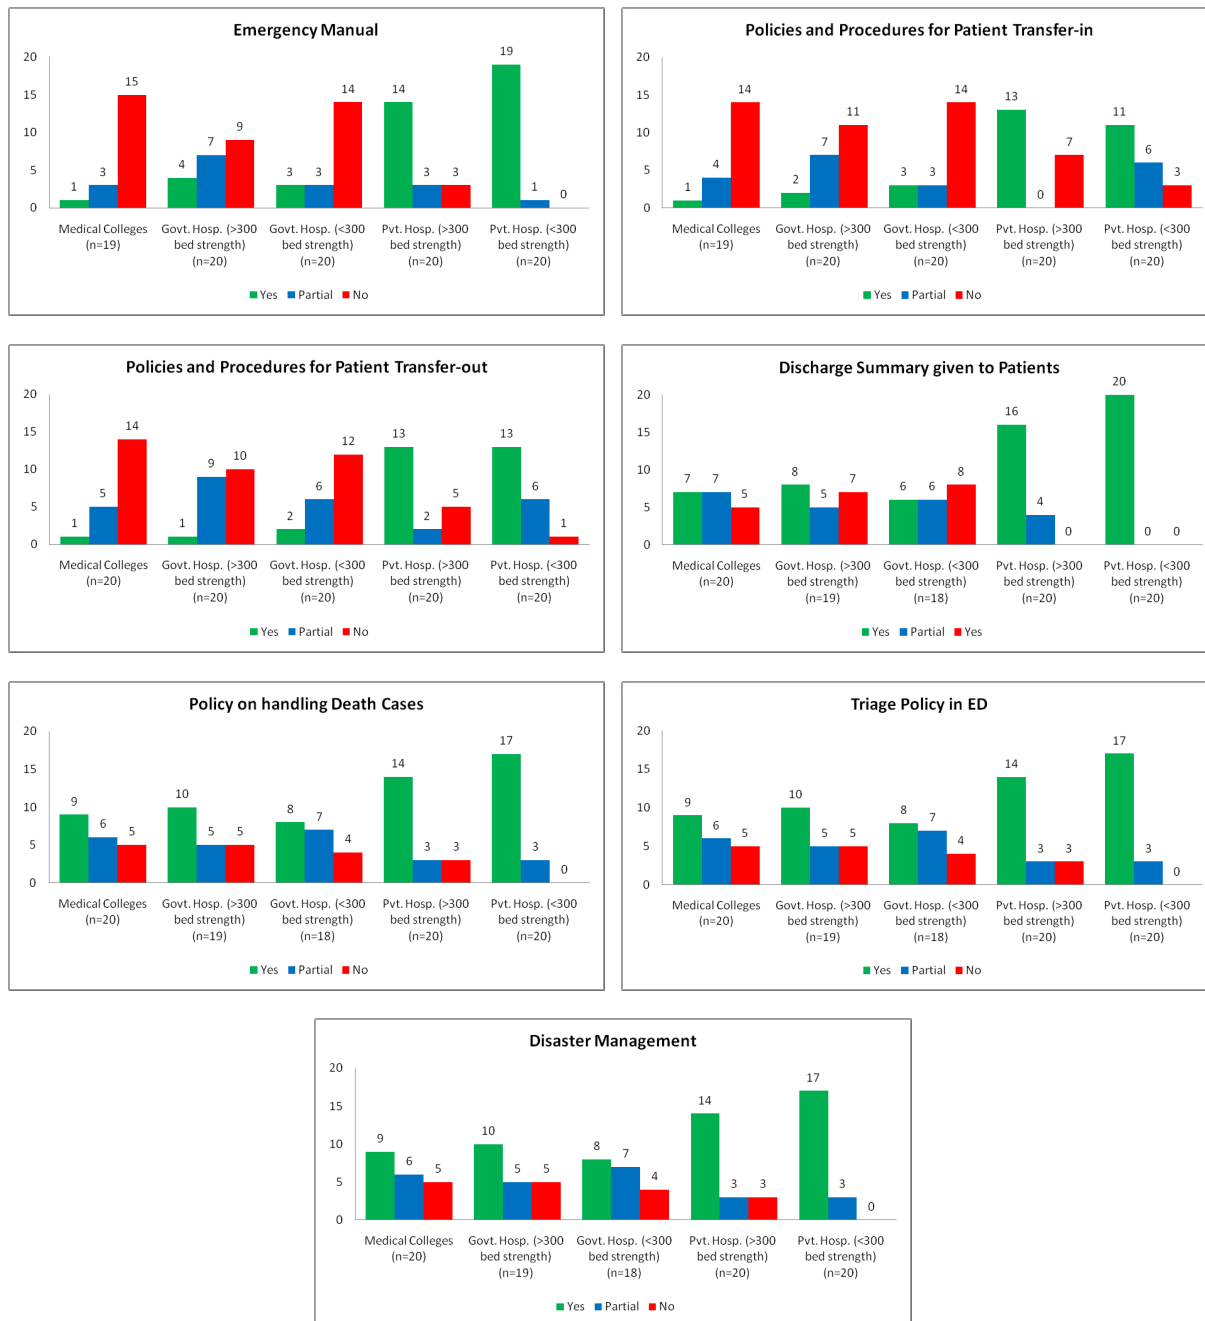 Emergency Manual
20
15
10
5
0
1 3 15
4 7 9
3 3 14
14 3 3
19 1 0
Medical Colleges
(n=19)
Govt. Hosp. (>300
bed strength)
(n=20)
Govt. Hosp. (<300
bed strength)
(n=20)
Pvt. Hosp. (>300
bed strength)
(n=20)
Pvt. Hosp. (<300
bed strength)
(n=20)
Yes Partial No
Policies and Procedures for Patient Transfer-in
20
15
10
5
0
1 4 14
2 7 11
3 3 14
13 0 7
11 6 3
Medical Colleges
(n=19)
Govt. Hosp. (>300
bed strength)
(n=20)
Govt. Hosp. (<300
bed strength)
(n=20)
Pvt. Hosp. (>300
bed strength)
(n=20)
Pvt. Hosp. (<300
bed strength)
(n=20)
Yes Partial No
Policies and Procedures for Patient Transfer-out
20
15
10
5
0
1 5 14
1 9 10
2 6 12
13 2 5
13 6 1
Medical Colleges
(n=20)
Govt. Hosp. (>300
bed strength)
(n=20)
Govt. Hosp. (<300
bed strength)
(n=20)
Pvt. Hosp. (>300
bed strength)
(n=20)
Pvt. Hosp. (<300
bed strength)
(n=20)
Yes Partial No
Discharge Summary given to Patients
20
15
10
5
0
7 7 5
8 5 7
6 6 8
16 4 0
20 0 0
Medical Colleges
(n=20)
Govt. Hosp. (>300
bed strength)
(n=19)
Govt. Hosp. (<300
bed strength)
(n=18)
Pvt. Hosp. (>300
bed strength)
(n=20)
Pvt. Hosp. (<300
bed strength)
(n=20)
Yes Partial Yes
Policy on handling Death Cases
20
15
10
5
0
9 6 5
10 5 5
8 7 4
14 3 3
17 3 0
Medical Colleges
(n=20)
Govt. Hosp. (>300
bed strength)
(n=19)
Govt. Hosp. (<300
bed strength)
(n=18)
Pvt. Hosp. (>300
bed strength)
(n=20)
Pvt. Hosp. (<300
bed strength)
(n=20)
Yes Partial No
Triage Policy in ED
20
15
10
5
0
9 6 5
10 5 5
8 7 4
14 3 3
17 3 0
Medical Colleges
(n=20)
Govt. Hosp. (>300
bed strength)
(n=19)
Govt. Hosp. (<300
bed strength)
(n=18)
Pvt. Hosp. (>300
bed strength)
(n=20)
Pvt. Hosp. (<300
bed strength)
(n=20)
Yes Partial No
Disaster Management
20
15
10
5
0
9 6 5
10 5 5
8 7 4
14 3 3
17 3 0
Medical Colleges
(n=20)
Govt. Hosp. (>300
bed strength)
(n=19)
Govt. Hosp. (<300
bed strength)
(n=18)
Pvt. Hosp. (>300
bed strength)
(n=20)
Pvt. Hosp. (<300
bed strength)
(n=20)
Yes Partial No